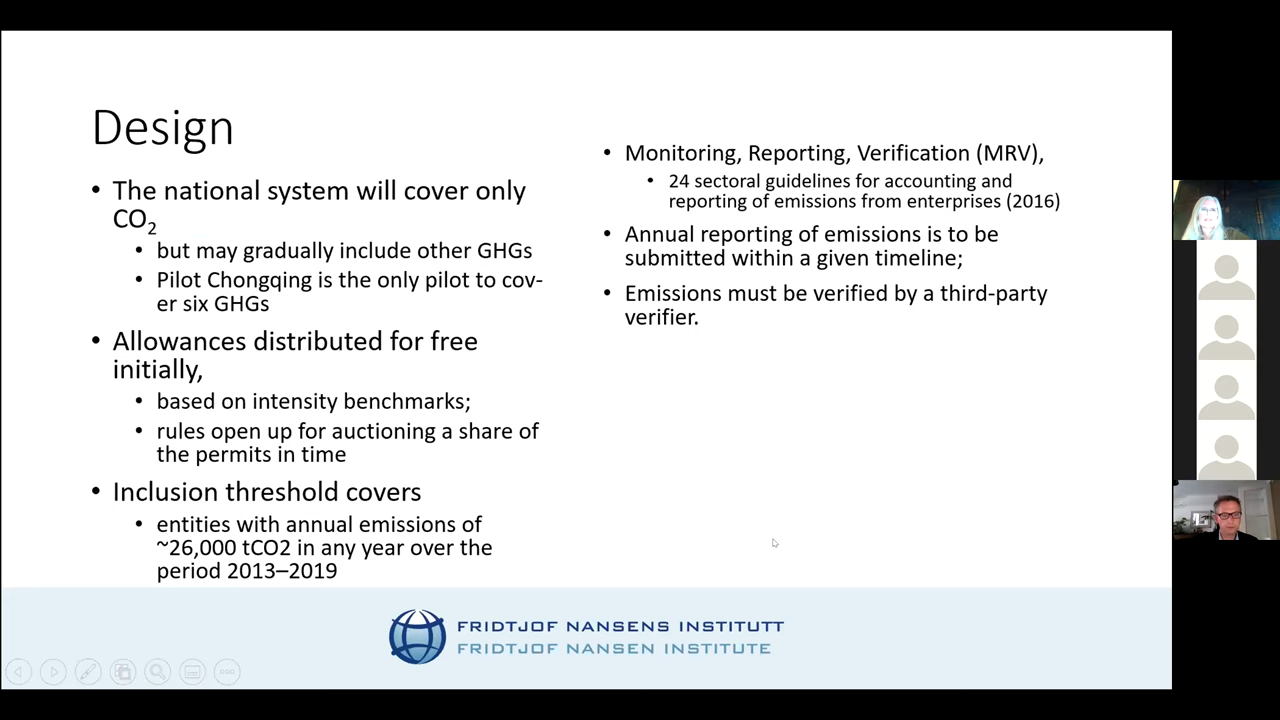 Design
• The national system will cover only
CO₂
• but may gradually include other GHGs
• Pilot Chongqing is the only pilot to cov-
er six GHGs
• Allowances distributed for free
initially,
• based on intensity benchmarks;
• rules open up for auctioning a share of
the permits in time
• Inclusion threshold covers
• entities with annual emissions of
~26,000 tCO2 in any year over the
period 2013–2019
• Monitoring, Reporting, Verification (MRV),
• 24 sectoral guidelines for accounting and
reporting of emissions from enterprises (2016)
• Annual reporting of emissions is to be
submitted within a given timeline;
• Emissions must be verified by a third-party
verifier.
FRIDTJOF NANSENS INSTITUTT
FRIDTJOF NANSEN INSTITUTE